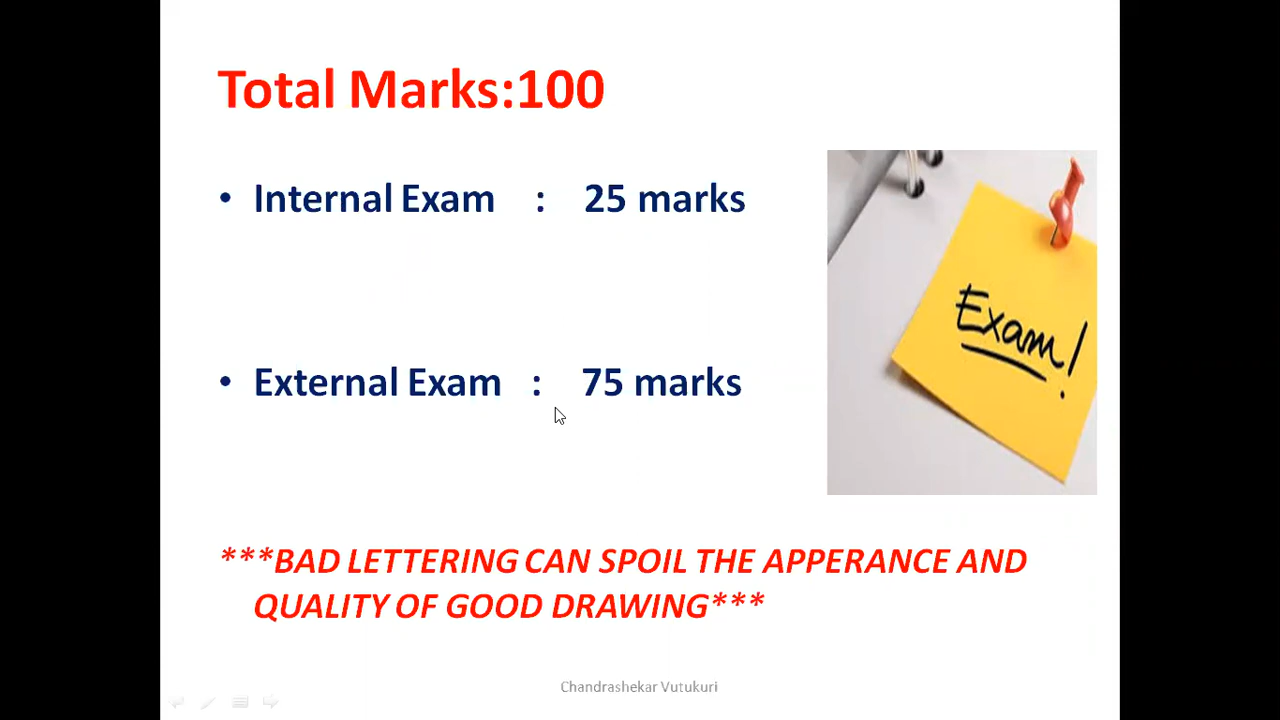 Total Marks:100
• Internal Exam : 25 marks
Exam!
• External Exam : 75 marks
***BAD LETTERING CAN SPOIL THE APPERANCE AND
QUALITY OF GOOD DRAWING***
Chandrashekar Vutukuri